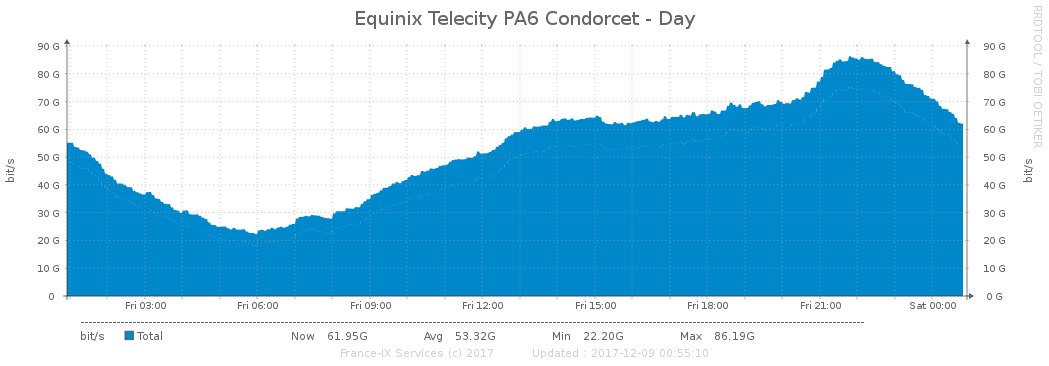 Equinix Telecity PA6 Condorcet - Day
RRDTOOL / TOBI OETIKER
90 G 90 G
80 G 80 G
70 G 70 G
60 G 60 G
50 G 50 G
40 G 40 G
30 G 30 G
20 G 20 G
10 G 10 G
0 0 G
bit/s
bit/s
Fri 03:00 Fri 06:00 Fri 09:00 Fri 12:00 Fri 15:00 Fri 18:00 Fri 21:00 Sat 00:00
bit/s Total Now 61.95G Avg 53.32G Min 22.20G Max 86.19G
France-IX Services (c) 2017 Updated : 2017-12-09 00:55:10